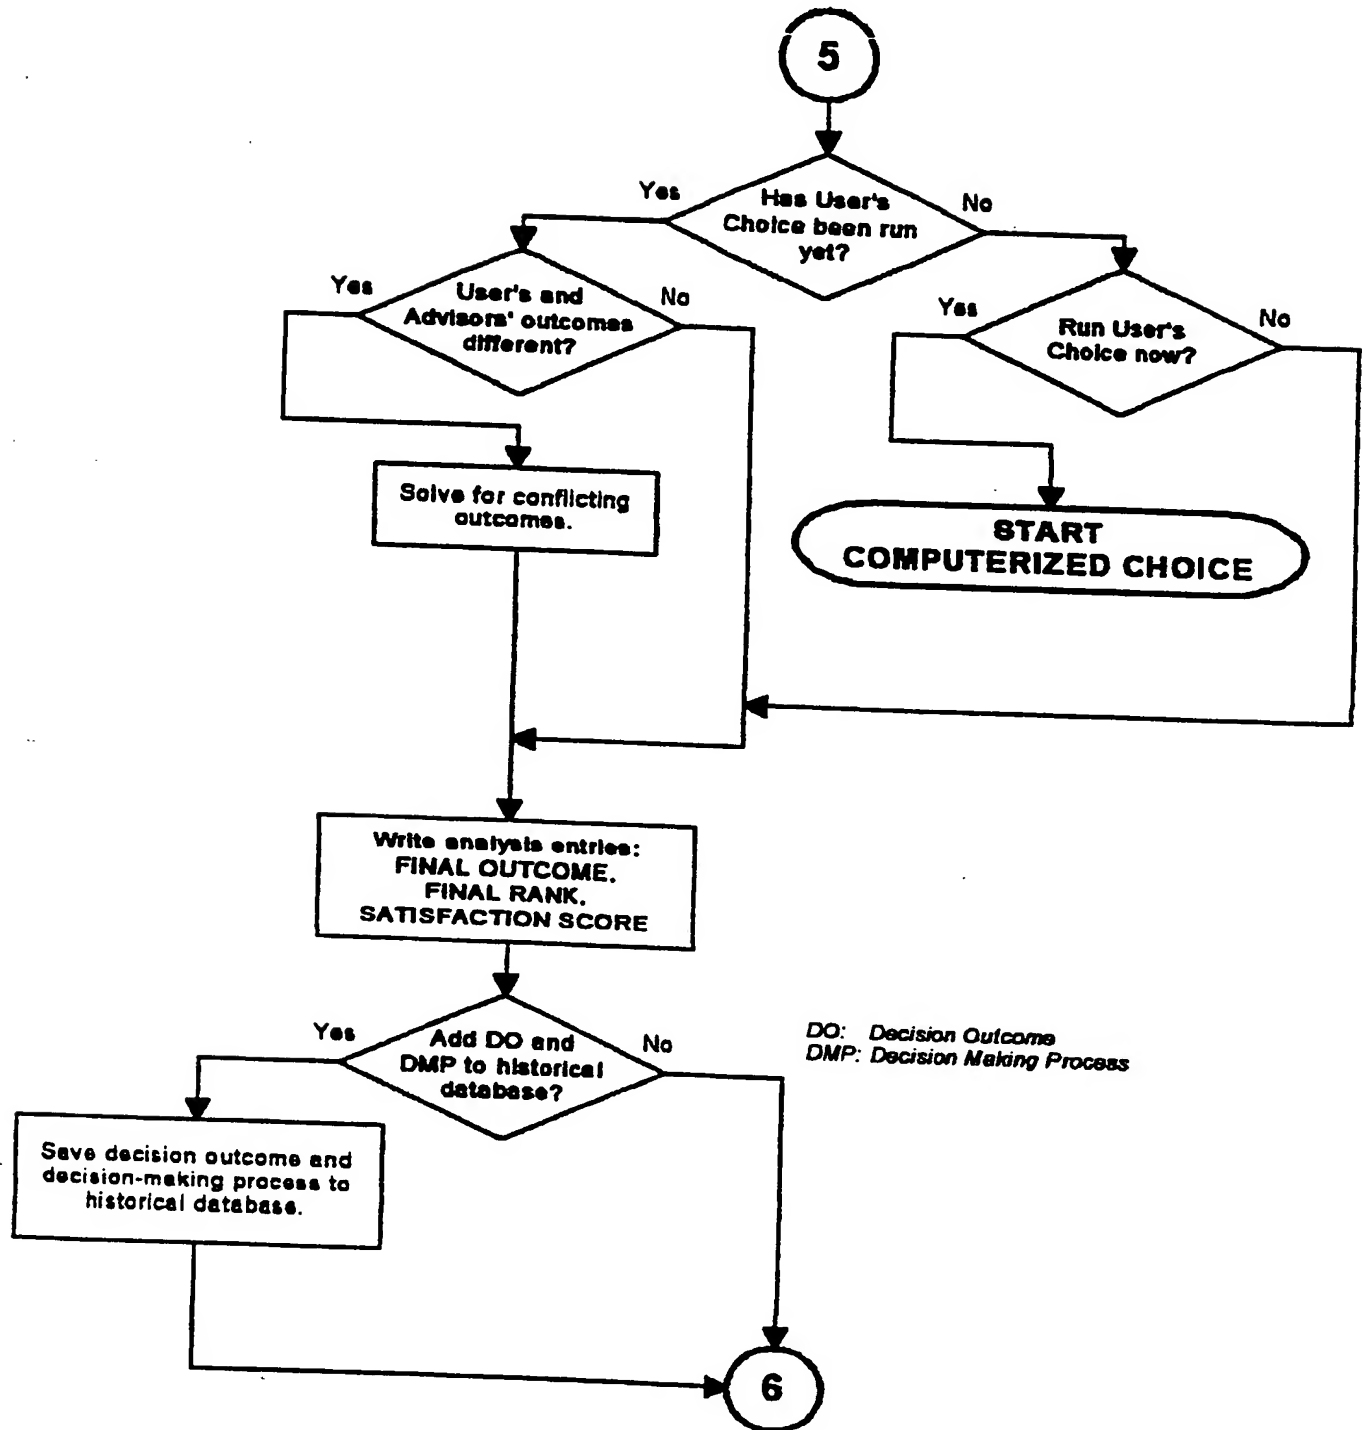 5
Yes
Has User's
Choice been run
yet?
No
Yes
User's and
Advisors' outcomes
different?
No
Yes
Run User's
Choice now?
No
Solve for conflicting
outcomes.
START
COMPUTERIZED CHOICE
Write analysis entries:
FINAL OUTCOME.
FINAL RANK.
SATISFACTION SCORE
Yes
Add DO and
DMP to historical
database?
No
DO: Decision Outcome
DMP: Decision Making Process
Save decision outcome and
decision-making process to
historical database.
6